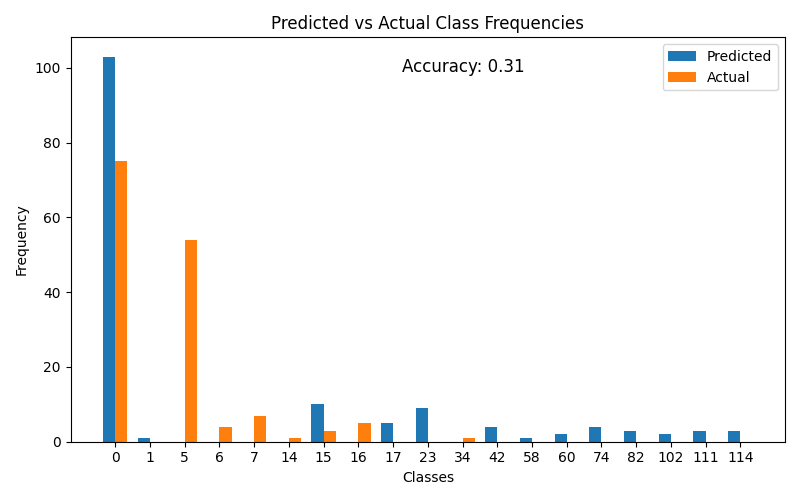 Predicted vs Actual Class Frequencies
Accuracy: 0.31
Predicted
Actual
Frequency
100
80
60
40
20
0
0 1 5 6 7 14 15 16 17 23 34 42 58 60 74 82 102 111 114
Classes